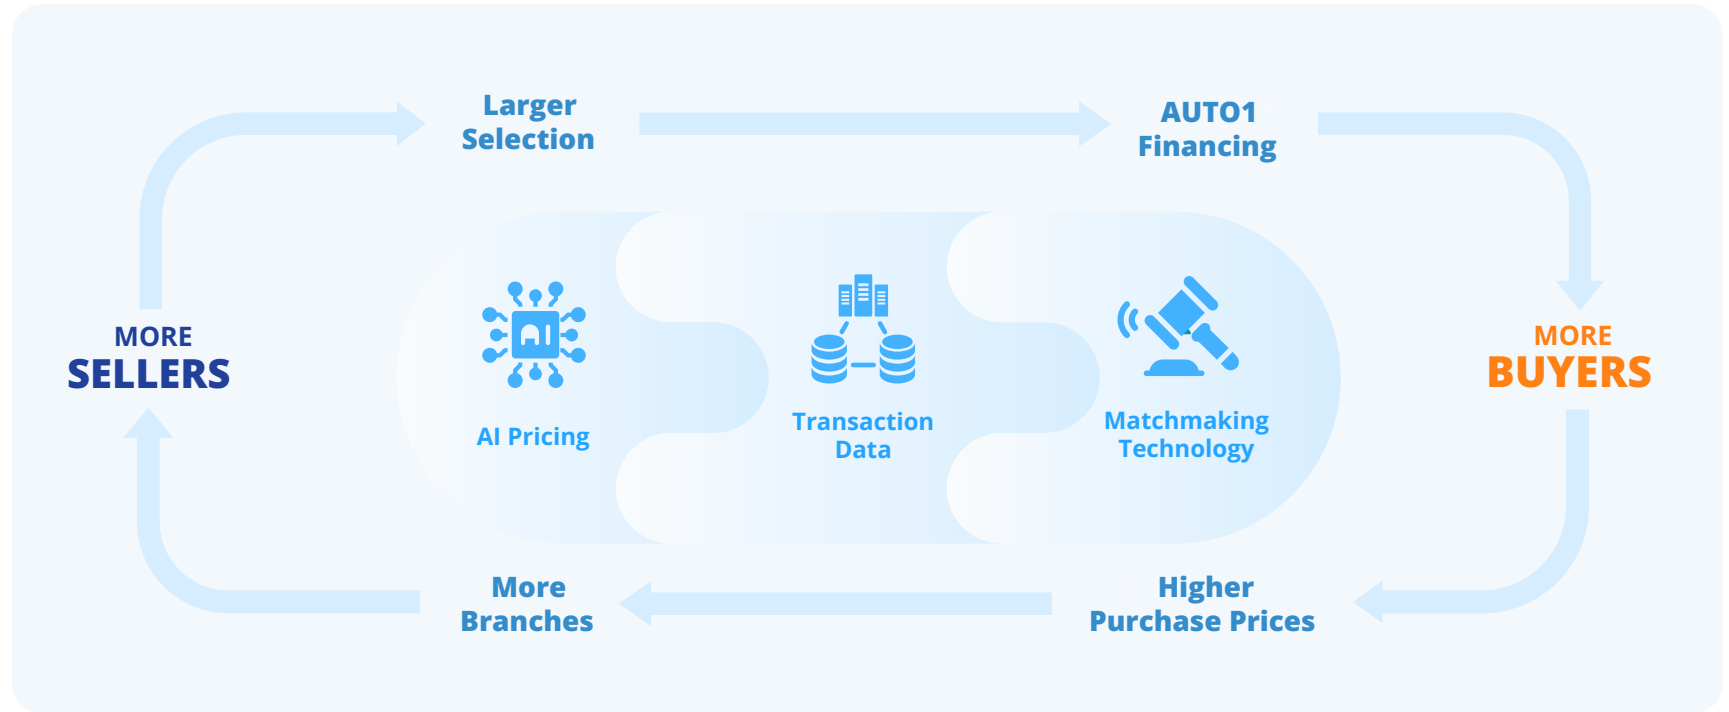 Larger
Selection
AUTO1
Financing
MORE
SELLERS
AI
AI Pricing
Transaction
Data
Matchmaking
Technology
MORE
BUYERS
More
Branches
Higher
Purchase Prices